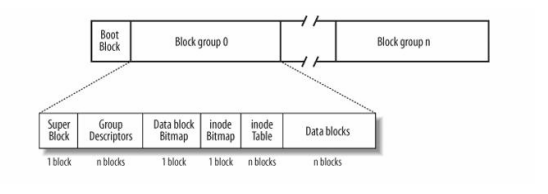 Boot
Block
Block group 0
Block group n
Super
Block
Group
Descriptors
Data block
Bitmap
inode
Bitmap
inode
Table
Data blocks
1 block
n blocks
1 block
1 block
n blocks
n blocks